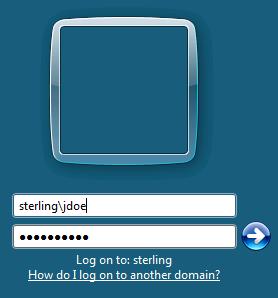 sterling\jdoe
●●●●●●●●●●
Log on to: sterling
How do I log on to another domain?